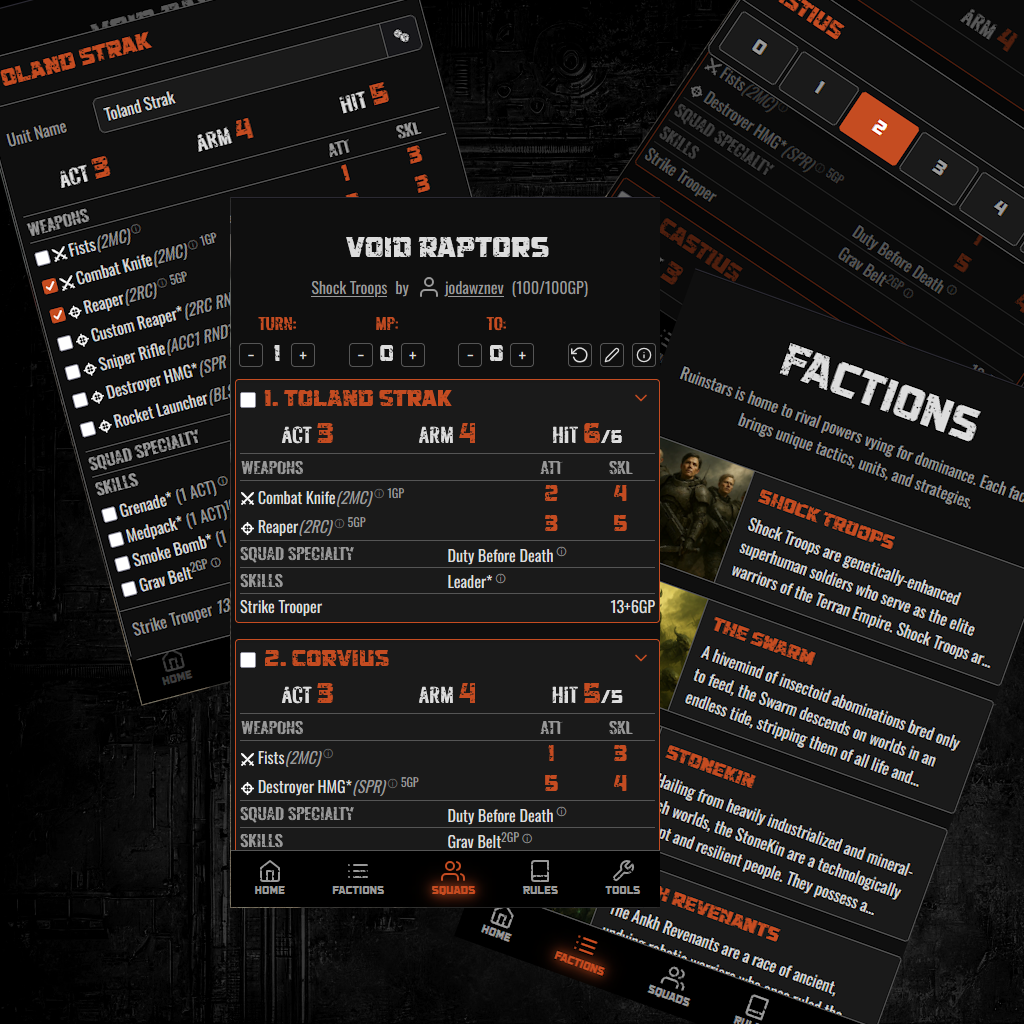 TOLAND STRAK
Unit Name
Toland Strak
ACT 3
ARM 4
HIT 5
WEAPONS
ATT
SKL
Fists (2MC)
1
3
Combat Knife (2MC) 1GP
3
Reaper (2RC) 5GP
Custom Reaper* (2RC RN
Sniper Rifle (ACC1 RND
Destroyer HMG* (SPR
Rocket Launcher (BLS
SQUAD SPECIALTY
SKILLS
Grenade* (1 ACT)
Medpack* (1 ACT)
Smoke Bomb* (1
Grav Belt 2GP
Strike Trooper 13
HOME
VOID RAPTORS
Shock Troops by jodawznev (100/100GP)
TURN: MP: TO:
- 1 + - 0 + - 0 +
1. TOLAND STRAK
ACT 3 ARM 4 HIT 6/6
WEAPONS ATT SKL
Combat Knife (2MC) 1GP 2 4
Reaper (2RC) 5GP 3 5
SQUAD SPECIALTY Duty Before Death
SKILLS Leader*
Strike Trooper 13+6GP
2. CORVIUS
ACT 3 ARM 4 HIT 5/5
WEAPONS ATT SKL
Fists (2MC) 1 3
Destroyer HMG* (SPR) 5GP 5 4
SQUAD SPECIALTY Duty Before Death
SKILLS Grav Belt 2GP
HOME FACTIONS SQUADS RULES TOOLS
ARM 4
0 1 2 3 4
Fists (2MC)
Destroyer HMG* (SPR) 5GP
SQUAD SPECIALTY
SKILLS
Strike Trooper
Duty Before Death
Grav Belt 2GP
5
CASTIUS
3
FACTIONS
Ruinstars is home to rival powers vying for dominance. Each fac
brings unique tactics, units, and strategies.
SHOCK TROOPS
Shock Troops are genetically-enhanced
superhuman soldiers who serve as the elite
warriors of the Terran Empire. Shock Troops ar...
THE SWARM
A hivemind of insectoid abominations bred only
to feed, the Swarm descends on worlds in an
endless tide, stripping them of all life and...
STONEKIN
Hailing from heavily industrialized and mineral-
ch worlds, the StoneKin are a technologically
pt and resilient people. They possess a...
REVENANTS
The Ankh Revenants are a race of ancient,
HOME
FACTIONS
SQUADS